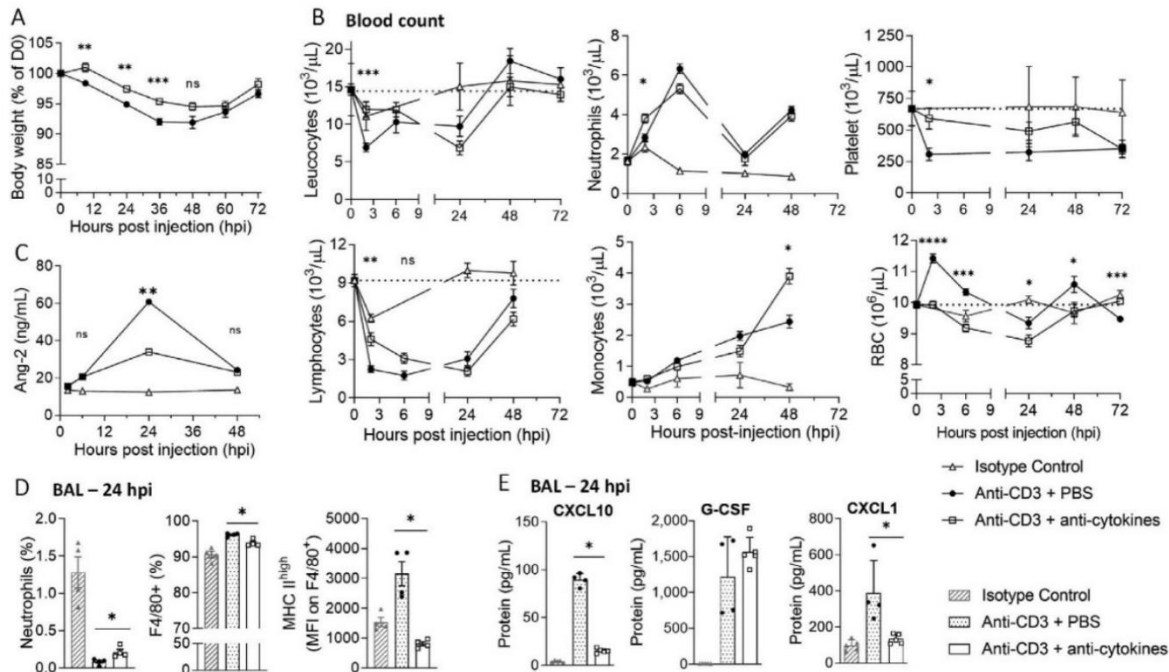 A
Body weight (% of D0)
105
100
95
90
85
10
0
** ** *** ns
0 12 24 36 48 60 72
Hours post injection (hpi)
B Blood count
Leucocytes (10³/μL)
20
15
10
5
0
***
0 3 6 9 24 48 72
Neutrophils (10³/μL)
8
6
4
2
0
*
0 3 6 9 24 48 72
Platelet (10³/μL)
1 250
1 000
750
500
250
0
*
0 3 6 9 24 48 72
C
Ang-2 (ng/mL)
80
60
40
20
0
ns ** ns
0 12 24 36 48
Hours post injection (hpi)
Lymphocytes (10³/μL)
12
9
6
3
0
** ns
0 3 6 9 24 48 72
Hours post injection (hpi)
Monocytes (10³/μL)
5
4
3
2
1
0
*
0 3 6 9 24 48 72
Hours post-injection (hpi)
RBC (10⁶/μL)
12
11
10
9
8
5
0
**** *** * * ***
0 3 6 9 24 48 72
Hours post injection (hpi)
Isotype Control
Anti-CD3 + PBS
Anti-CD3 + anti-cytokines
D BAL – 24 hpi
Neutrophils (%)
2.0
1.5
1.0
0.5
0.0
*
F4/80+ (%)
100
90
80
70
50
0
*
MHC IIhigh
(MFI on F4/80+)
5000
4000
3000
2000
1000
0
*
E BAL – 24 hpi
CXCL10
Protein (pg/mL)
150
100
50
0
*
G-CSF
Protein (pg/mL)
2,000
1,500
1,000
500
0
CXCL1
Protein (pg/mL)
800
600
400
200
0
*
Isotype Control
Anti-CD3 + PBS
Anti-CD3 + anti-cytokines